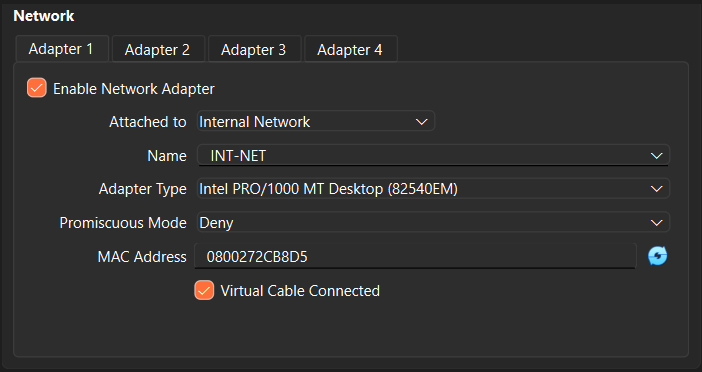 Network
Adapter 1 Adapter 2 Adapter 3 Adapter 4
Enable Network Adapter
Attached to Internal Network
Name INT-NET
Adapter Type Intel PRO/1000 MT Desktop (82540EM)
Promiscuous Mode Deny
MAC Address 0800272CB8D5
Virtual Cable Connected